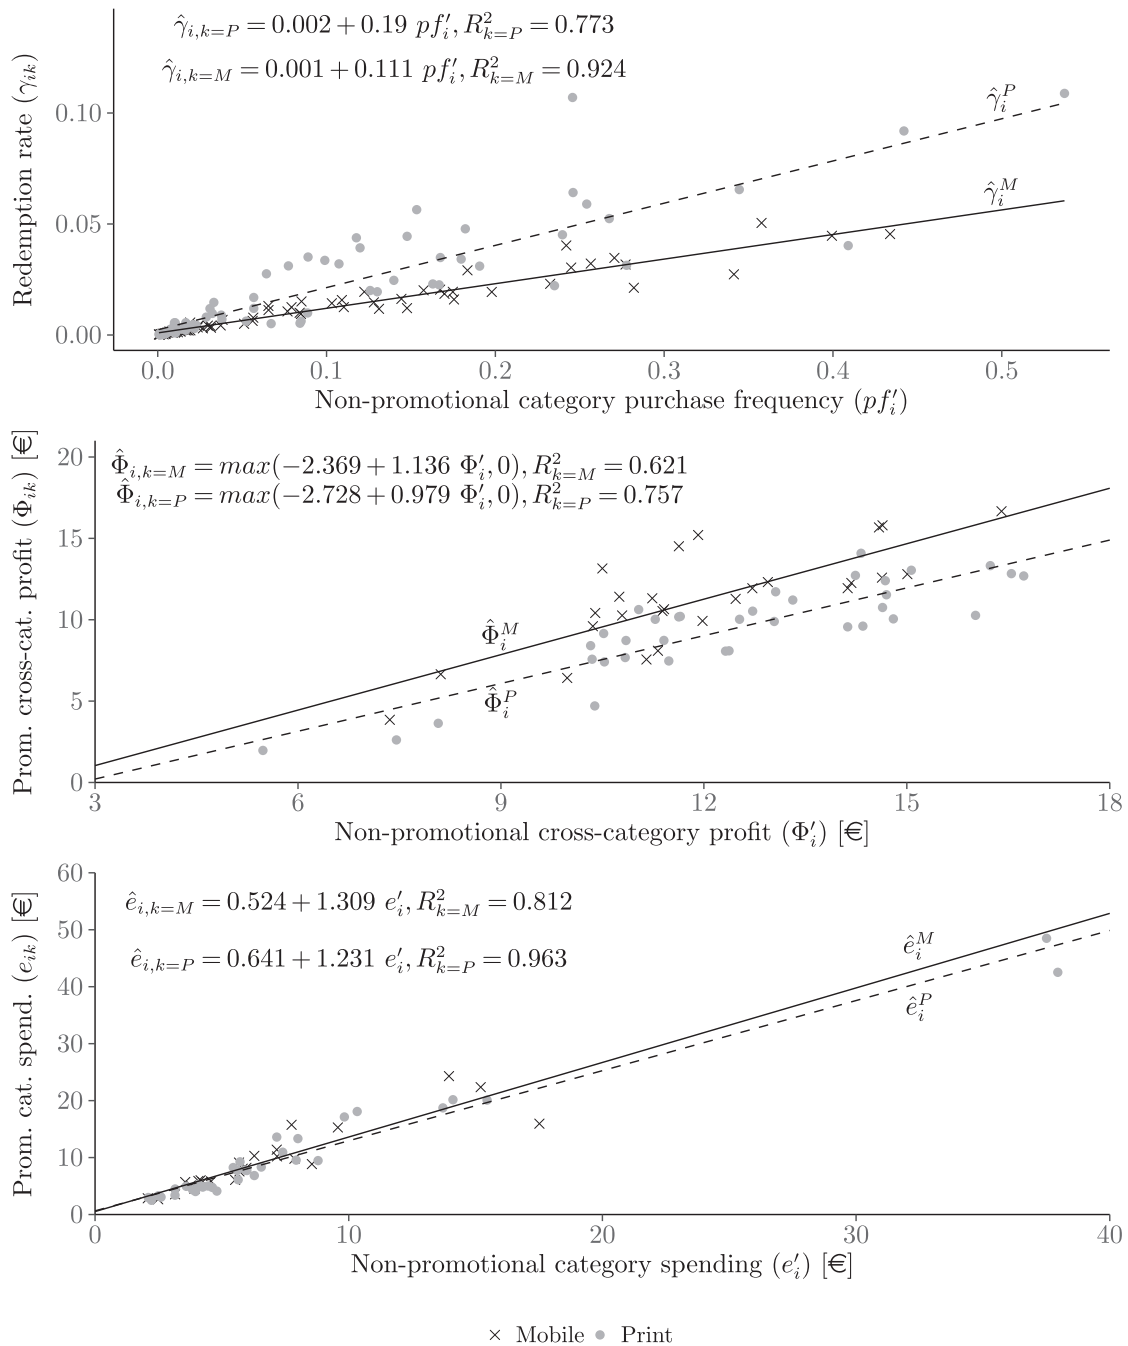 γ̂_{i,k=P} = 0.002 + 0.19 pf′_i, R²_{k=P} = 0.773
γ̂_{i,k=M} = 0.001 + 0.111 pf′_i, R²_{k=M} = 0.924
Redemption rate (γ_{ik})
0.10
0.05
0.00
γ̂_i^P
γ̂_i^M
0.0 0.1 0.2 0.3 0.4 0.5
Non-promotional category purchase frequency (pf′_i)
Φ̂_{i,k=M} = max(−2.369 + 1.136 Φ′_i, 0), R²_{k=M} = 0.621
Φ̂_{i,k=P} = max(−2.728 + 0.979 Φ′_i, 0), R²_{k=P} = 0.757
Prom. cross-cat. profit (Φ_{ik}) [€]
20
15
10
5
0
Φ̂_i^M
Φ̂_i^P
3 6 9 12 15 18
Non-promotional cross-category profit (Φ′_i) [€]
ê_{i,k=M} = 0.524 + 1.309 e′_i, R²_{k=M} = 0.812
ê_{i,k=P} = 0.641 + 1.231 e′_i, R²_{k=P} = 0.963
Prom. cat. spend. (e_{ik}) [€]
60
50
40
30
20
10
0
ê_i^M
ê_i^P
0 10 20 30 40
Non-promotional category spending (e′_i) [€]
× Mobile ● Print